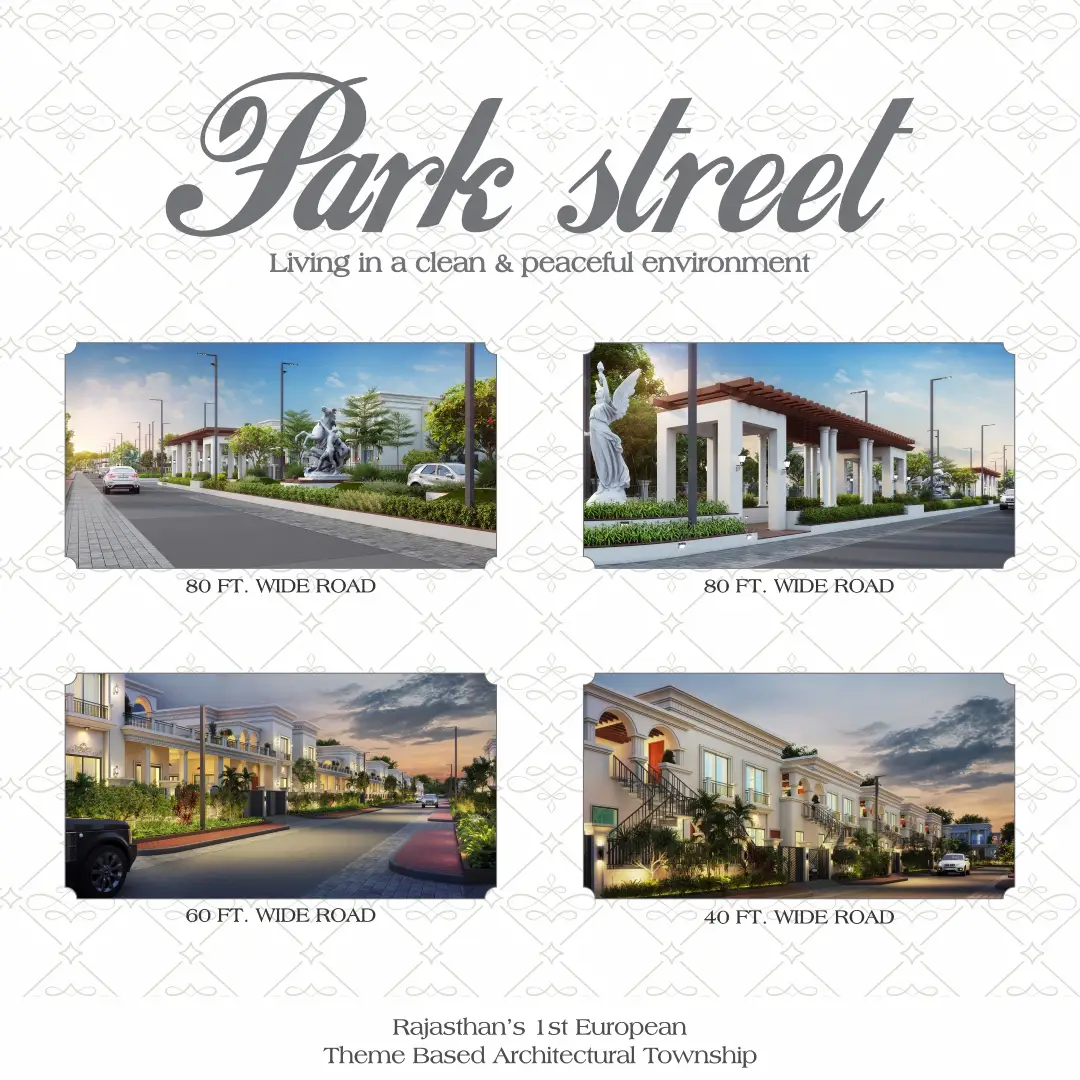 Park street
Living in a clean & peaceful environment
80 FT. WIDE ROAD
80 FT. WIDE ROAD
60 FT. WIDE ROAD
40 FT. WIDE ROAD
Rajasthan's 1st European
Theme Based Architectural Township